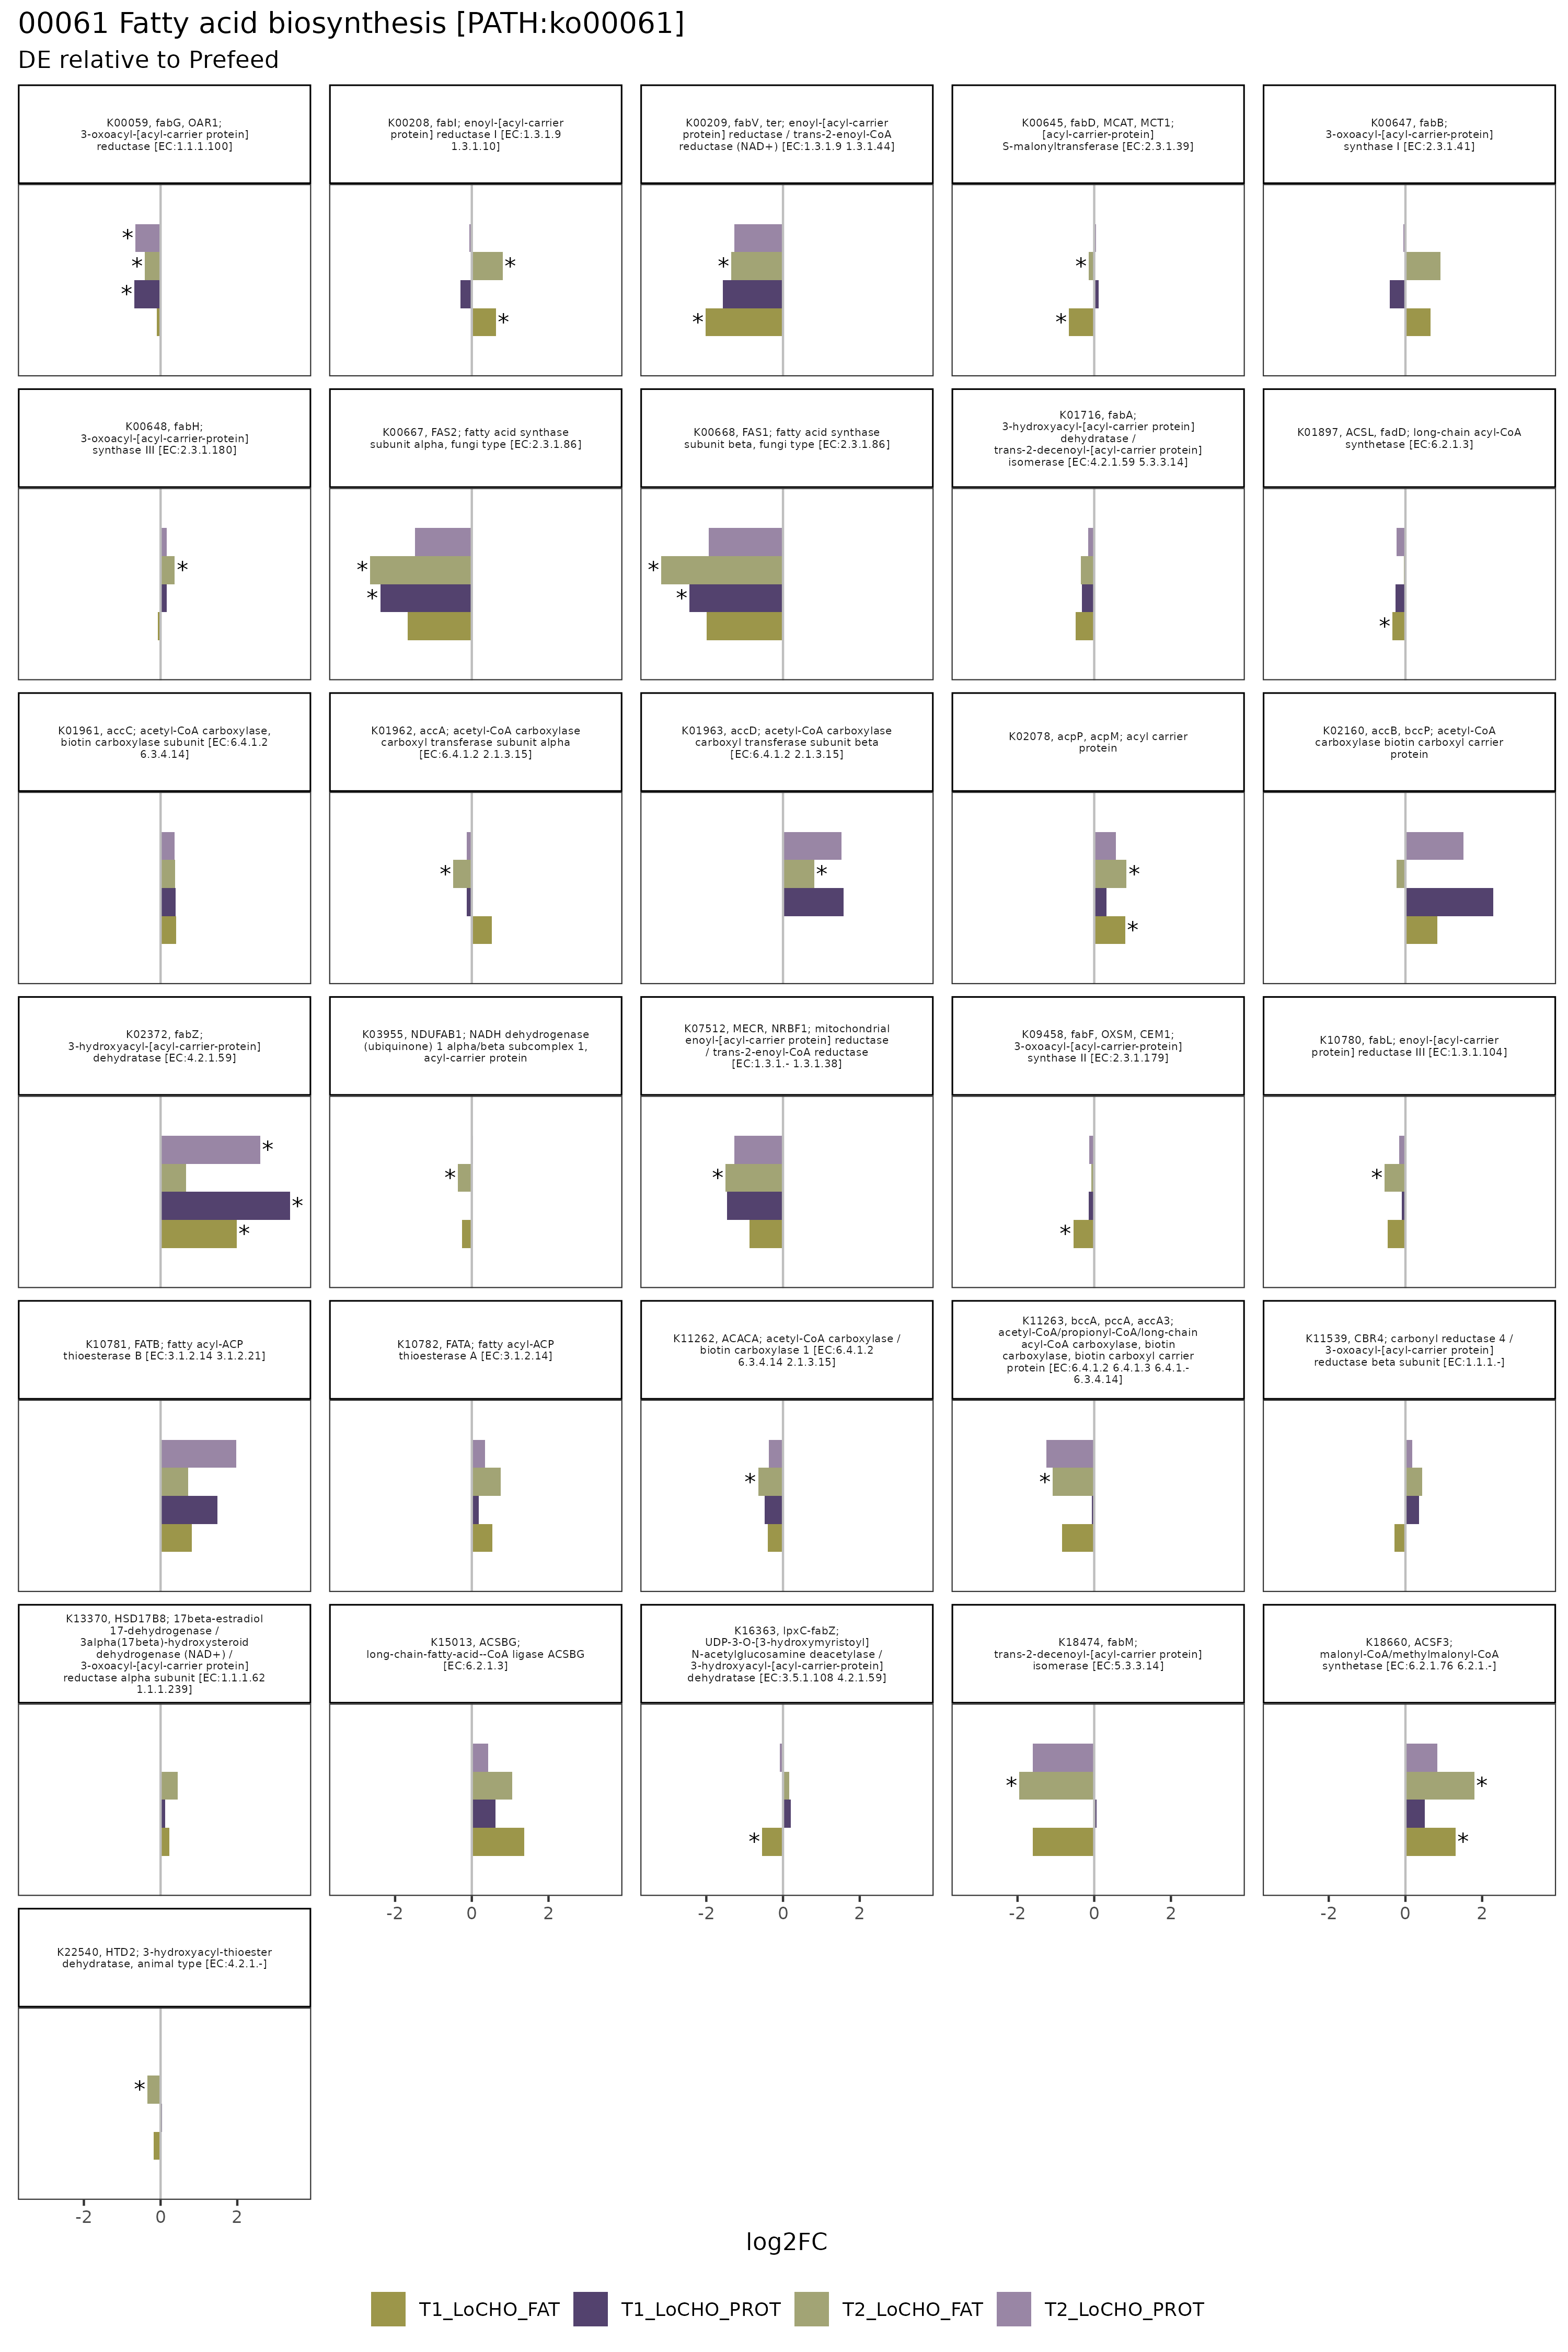 00061 Fatty acid biosynthesis [PATH:ko00061]
DE relative to Prefeed
K00059, fabG, OAR1;
3-oxoacyl-[acyl-carrier protein]
reductase [EC:1.1.1.100]
K00208, fabI; enoyl-[acyl-carrier
protein] reductase I [EC:1.3.1.9
1.3.1.10]
K00209, fabV, ter; enoyl-[acyl-carrier
protein] reductase / trans-2-enoyl-CoA
reductase (NAD+) [EC:1.3.1.9 1.3.1.44]
K00645, fabD, MCAT, MCT1;
[acyl-carrier-protein]
S-malonyltransferase [EC:2.3.1.39]
K00647, fabB;
3-oxoacyl-[acyl-carrier-protein]
synthase I [EC:2.3.1.41]
*
*
*
*
*
*
*
*
*
K00648, fabH;
3-oxoacyl-[acyl-carrier-protein]
synthase III [EC:2.3.1.180]
K00667, FAS2; fatty acid synthase
subunit alpha, fungi type [EC:2.3.1.86]
K00668, FAS1; fatty acid synthase
subunit beta, fungi type [EC:2.3.1.86]
K01716, fabA;
3-hydroxyacyl-[acyl-carrier protein]
dehydratase /
trans-2-decenoyl-[acyl-carrier protein]
isomerase [EC:4.2.1.59 5.3.3.14]
K01897, ACSL, fadD; long-chain acyl-CoA
synthetase [EC:6.2.1.3]
*
*
*
*
*
*
K01961, accC; acetyl-CoA carboxylase,
biotin carboxylase subunit [EC:6.4.1.2
6.3.4.14]
K01962, accA; acetyl-CoA carboxylase
carboxyl transferase subunit alpha
[EC:6.4.1.2 2.1.3.15]
K01963, accD; acetyl-CoA carboxylase
carboxyl transferase subunit beta
[EC:6.4.1.2 2.1.3.15]
K02078, acpP, acpM; acyl carrier
protein
K02160, accB, bccP; acetyl-CoA
carboxylase biotin carboxyl carrier
protein
*
*
*
*
K02372, fabZ;
3-hydroxyacyl-[acyl-carrier-protein]
dehydratase [EC:4.2.1.59]
K03955, NDUFAB1; NADH dehydrogenase
(ubiquinone) 1 alpha/beta subcomplex 1,
acyl-carrier protein
K07512, MECR, NRBF1; mitochondrial
enoyl-[acyl-carrier protein] reductase
/ trans-2-enoyl-CoA reductase
[EC:1.3.1.- 1.3.1.38]
K09458, fabF, OXSM, CEM1;
3-oxoacyl-[acyl-carrier-protein]
synthase II [EC:2.3.1.179]
K10780, fabL; enoyl-[acyl-carrier
protein] reductase III [EC:1.3.1.104]
*
*
*
*
*
*
*
K10781, FATB; fatty acyl-ACP
thioesterase B [EC:3.1.2.14 3.1.2.21]
K10782, FATA; fatty acyl-ACP
thioesterase A [EC:3.1.2.14]
K11262, ACACA; acetyl-CoA carboxylase /
biotin carboxylase 1 [EC:6.4.1.2
6.3.4.14 2.1.3.15]
K11263, bccA, pccA, accA3;
acetyl-CoA/propionyl-CoA/long-chain
acyl-CoA carboxylase, biotin
carboxylase, biotin carboxyl carrier
protein [EC:6.4.1.2 6.4.1.3 6.4.1.-
6.3.4.14]
K11539, CBR4; carbonyl reductase 4 /
3-oxoacyl-[acyl-carrier protein]
reductase beta subunit [EC:1.1.1.-]
*
*
K13370, HSD17B8; 17beta-estradiol
17-dehydrogenase /
3alpha(17beta)-hydroxysteroid
dehydrogenase (NAD+) /
3-oxoacyl-[acyl-carrier protein]
reductase alpha subunit [EC:1.1.1.62
1.1.1.239]
K15013, ACSBG;
long-chain-fatty-acid--CoA ligase ACSBG
[EC:6.2.1.3]
K16363, lpxC-fabZ;
UDP-3-O-[3-hydroxymyristoyl]
N-acetylglucosamine deacetylase /
3-hydroxyacyl-[acyl-carrier-protein]
dehydratase [EC:3.5.1.108 4.2.1.59]
K18474, fabM;
trans-2-decenoyl-[acyl-carrier protein]
isomerase [EC:5.3.3.14]
K18660, ACSF3;
malonyl-CoA/methylmalonyl-CoA
synthetase [EC:6.2.1.76 6.2.1.-]
*
*
*
*
-2 0 2
-2 0 2
-2 0 2
-2 0 2
K22540, HTD2; 3-hydroxyacyl-thioester
dehydratase, animal type [EC:4.2.1.-]
*
-2 0 2
log2FC
T1_LoCHO_FAT T1_LoCHO_PROT T2_LoCHO_FAT T2_LoCHO_PROT